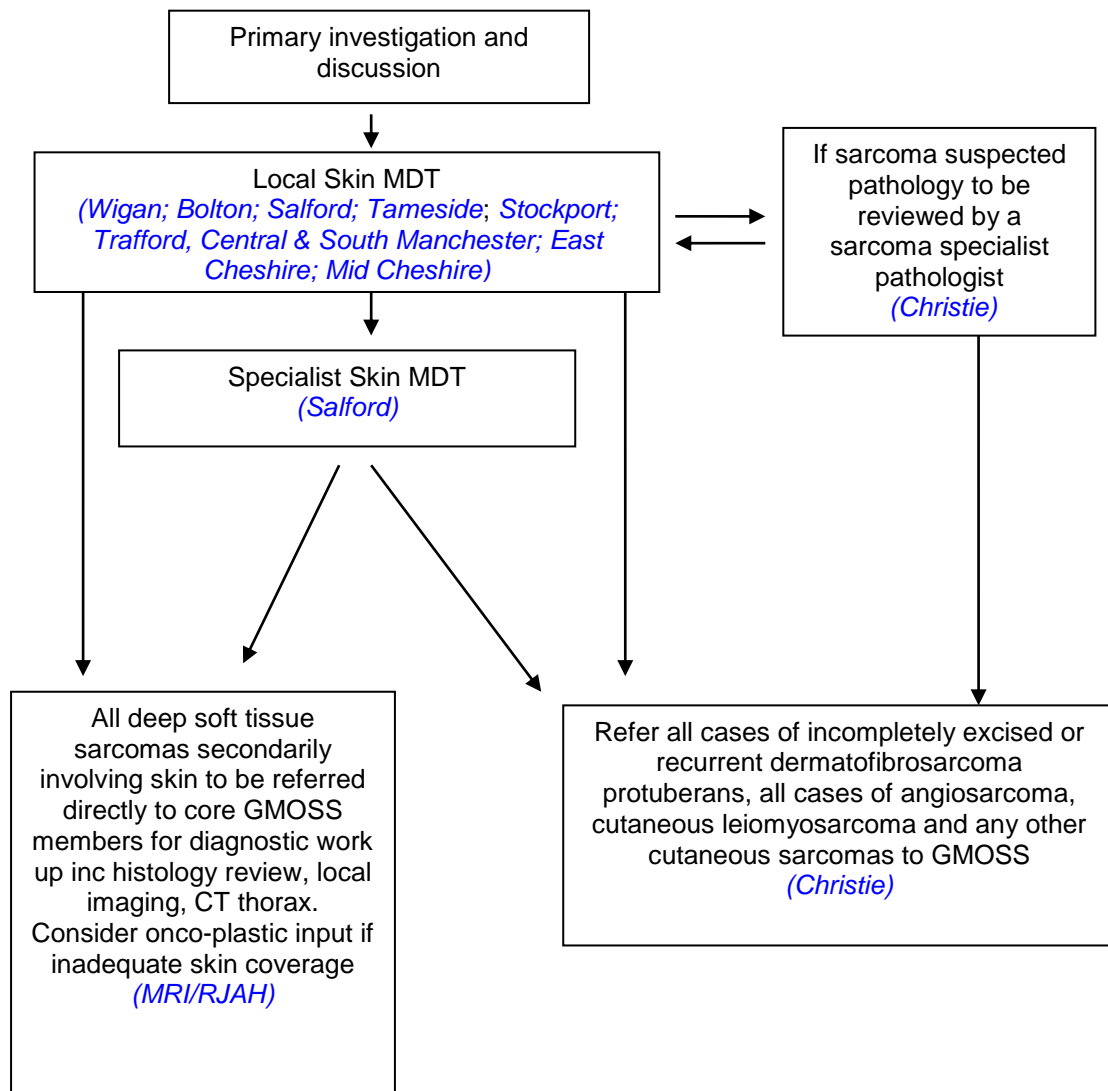 Primary investigation and
discussion
Local Skin MDT
(Wigan; Bolton; Salford; Tameside; Stockport;
Trafford, Central & South Manchester; East
Cheshire; Mid Cheshire)
If sarcoma suspected
pathology to be
reviewed by a
sarcoma specialist
pathologist
(Christie)
Specialist Skin MDT
(Salford)
All deep soft tissue
sarcomas secondarily
involving skin to be referred
directly to core GMOSS
members for diagnostic work
up inc histology review, local
imaging, CT thorax.
Consider onco-plastic input if
inadequate skin coverage
(MRI/RJAH)
Refer all cases of incompletely excised or
recurrent dermatofibrosarcoma
protuberans, all cases of angiosarcoma,
cutaneous leiomyosarcoma and any other
cutaneous sarcomas to GMOSS
(Christie)